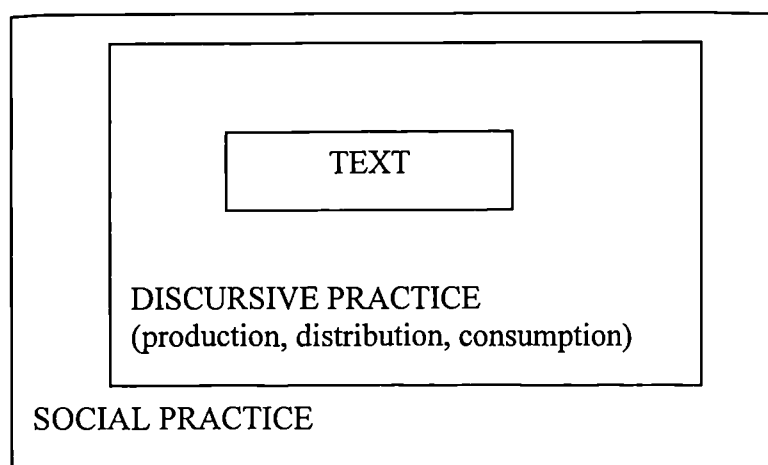 TEXT
DISCURSIVE PRACTICE
(production, distribution, consumption)
SOCIAL PRACTICE